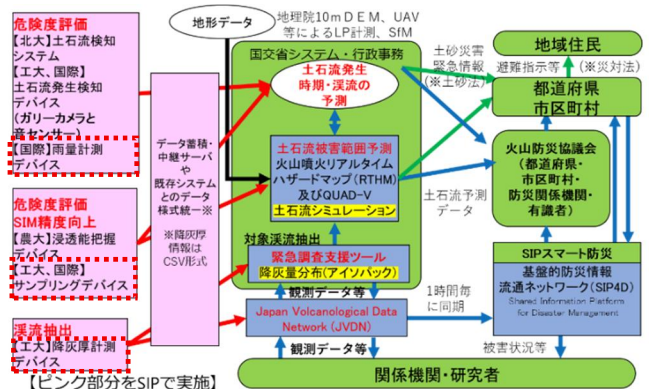 危険度評価
【北大】土石流検知
システム
【工大、国際】
土石流発生検知
デバイス
(ガリーカメラと
音センサー)
【国際】雨量計測
デバイス
危険度評価
SIM精度向上
【農大】浸透能把握
デバイス
【工大、国際】
サンプリングデバイス
渓流抽出
【工大】降灰厚計測
デバイス
【ピンク部分をSIPで実施】
データ蓄積・
中継サーバ
や
既存システム
とのデータ
様式統一※
※降灰厚
情報は
CSV形式
地形データ
地理院10mDEM、UAV
等によるLP計測、SfM
国交省システム・行政事務
土石流発生
時期・渓流の
予測
土石流被害範囲予測
火山噴火リアルタイム
ハザードマップ(RTHM)
及びQUAD-V
土石流シミュレーション
対象渓流抽出
緊急調査支援ツール
降灰量分布(アイソパック)
観測データ等
Japan Volcanological Data
Network (JVDN)
観測データ等
土砂災害
緊急情報
(※土砂法)
地域住民
避難指示等
(※災対法)
都道府県
市区町村
火山防災協議会
(都道府県・
市区町村・
防災関係機関・
有識者)
土石流予測
データ
SIPスマート防災
基盤的防災情報
流通ネットワーク(SIP4D)
Shared Information Platform
for Disaster Management
1時間毎
に同期
被害状況等
関係機関・研究者